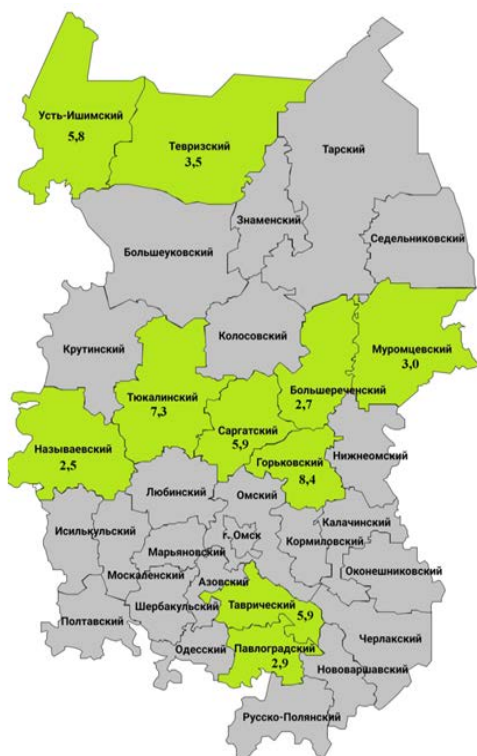 Усть-Ишимский
5,8
Тевризский
3,5
Тарский
Знаменский
Седельниковский
Большеуковский
Колосовский
Крутинский
Муромцевский
3,0
Тюкалинский
7,3
Большереченский
2,7
Саргатский
5,9
Называевский
2,5
Горьковский
8,4
Нижнеомский
Любинский
Омский
Исилькульский
Калачинский
г. Омск
Кормиловский
Марьяновский
Оконешниковский
Москаленский
Азовский
Таврический
5,9
Шербакульский
Полтавский
Черлакский
Одесский
Павлоградский
2,9
Нововаршавский
Русско-Полянский